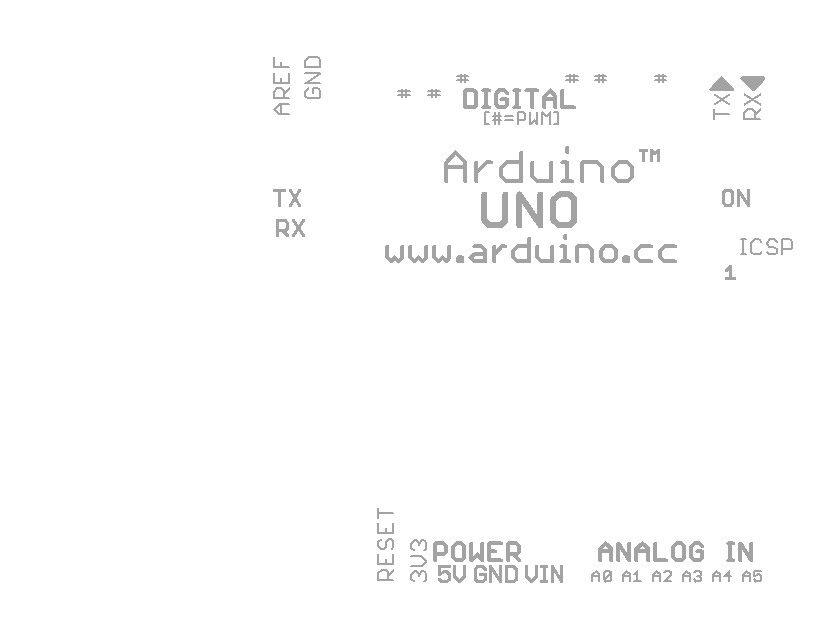 AREF
GND
# # # # # #
DIGITAL
[#=PWM]
TX
RX
Arduino™
UNO
www.arduino.cc
TX
RX
ON
ICSP
1
RESET
3V3
POWER
5V GND VIN
ANALOG IN
A0 A1 A2 A3 A4 A5